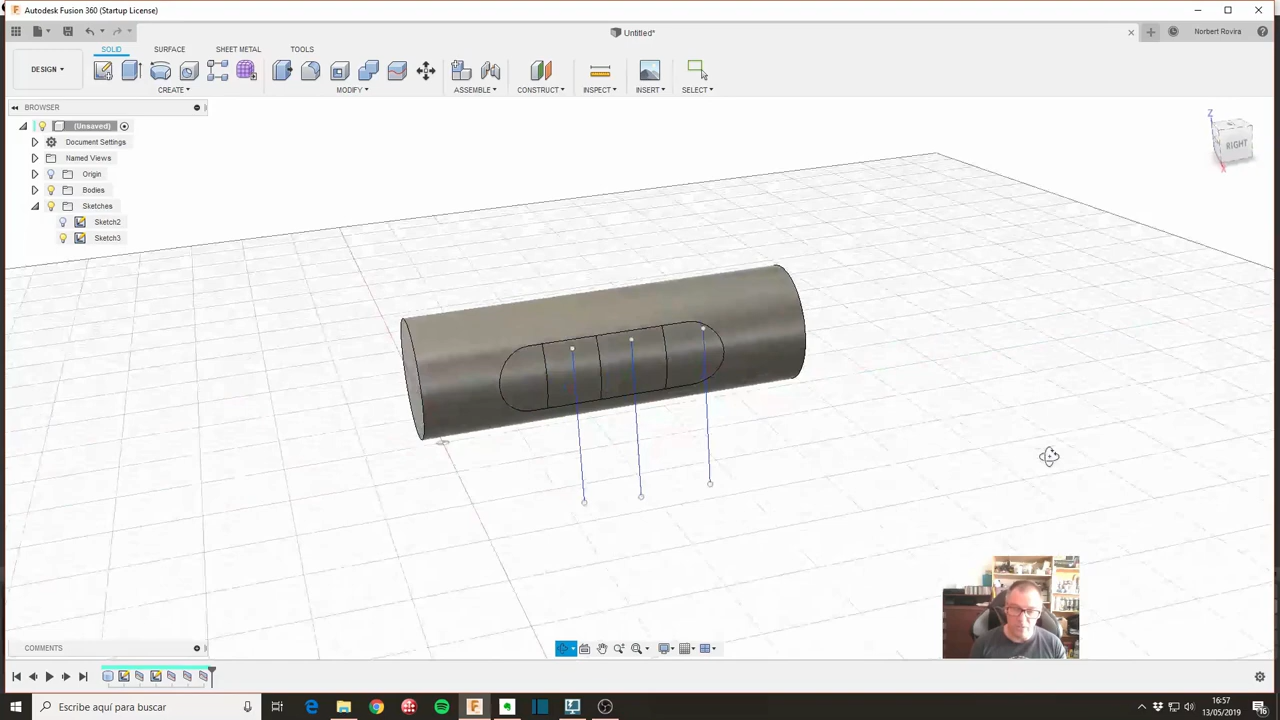 Autodesk Fusion 360 (Startup License)
Untitled*
Norbert Rovira
SOLID SURFACE SHEET METAL TOOLS
DESIGN
CREATE MODIFY ASSEMBLE CONSTRUCT INSPECT INSERT SELECT
BROWSER
(Unsaved)
Document Settings
Named Views
Origin
Bodies
Sketches
Sketch2
Sketch3
Z
RIGHT
X
COMMENTS
Escribe aquí para buscar
16:57
13/05/2019
16